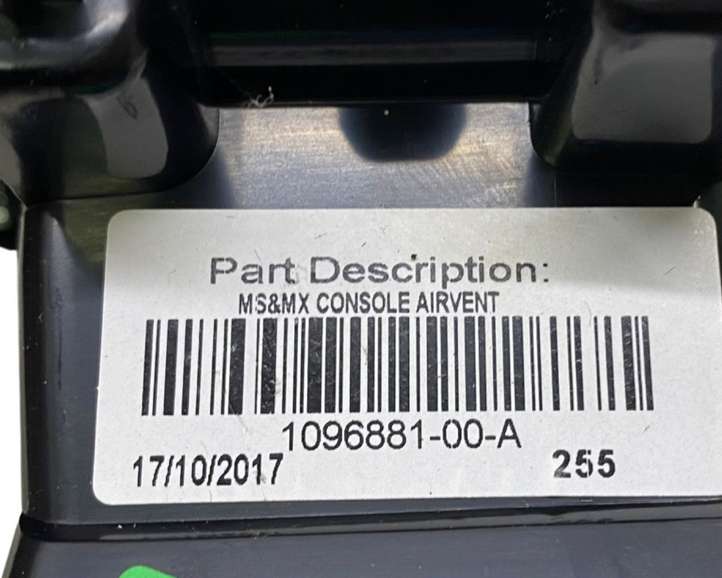 Part Description:
MS&MX CONSOLE AIRVENT
1096881-00-A
17/10/2017 255